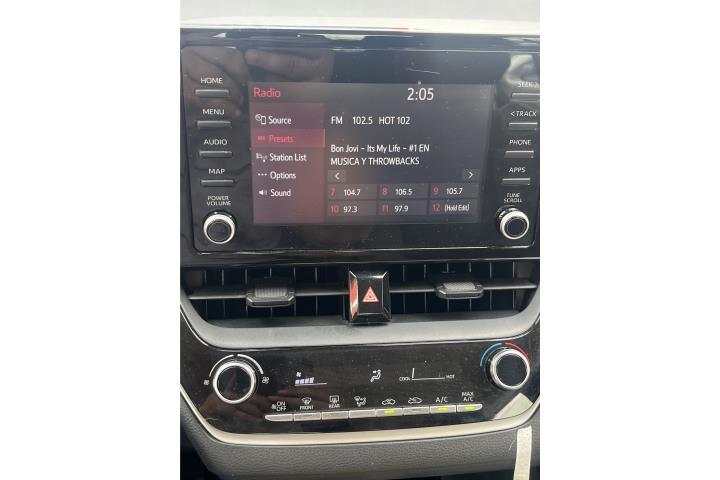 HOME
MENU
AUDIO
MAP
POWER
VOLUME
Radio
2:05
Source
Presets
Station List
Options
Sound
FM 102.5 HOT 102
Bon Jovi - Its My Life - #1 EN
MUSICA Y THROWBACKS
< >
7 104.7 8 106.5 9 105.7
10 97.3 11 97.9 12 (Hold Edit)
SEEK >
< TRACK
PHONE
APPS
TUNE
SCROLL
COOL HOT
ON
OFF
FRONT
REAR
A/C
MAX
A/C